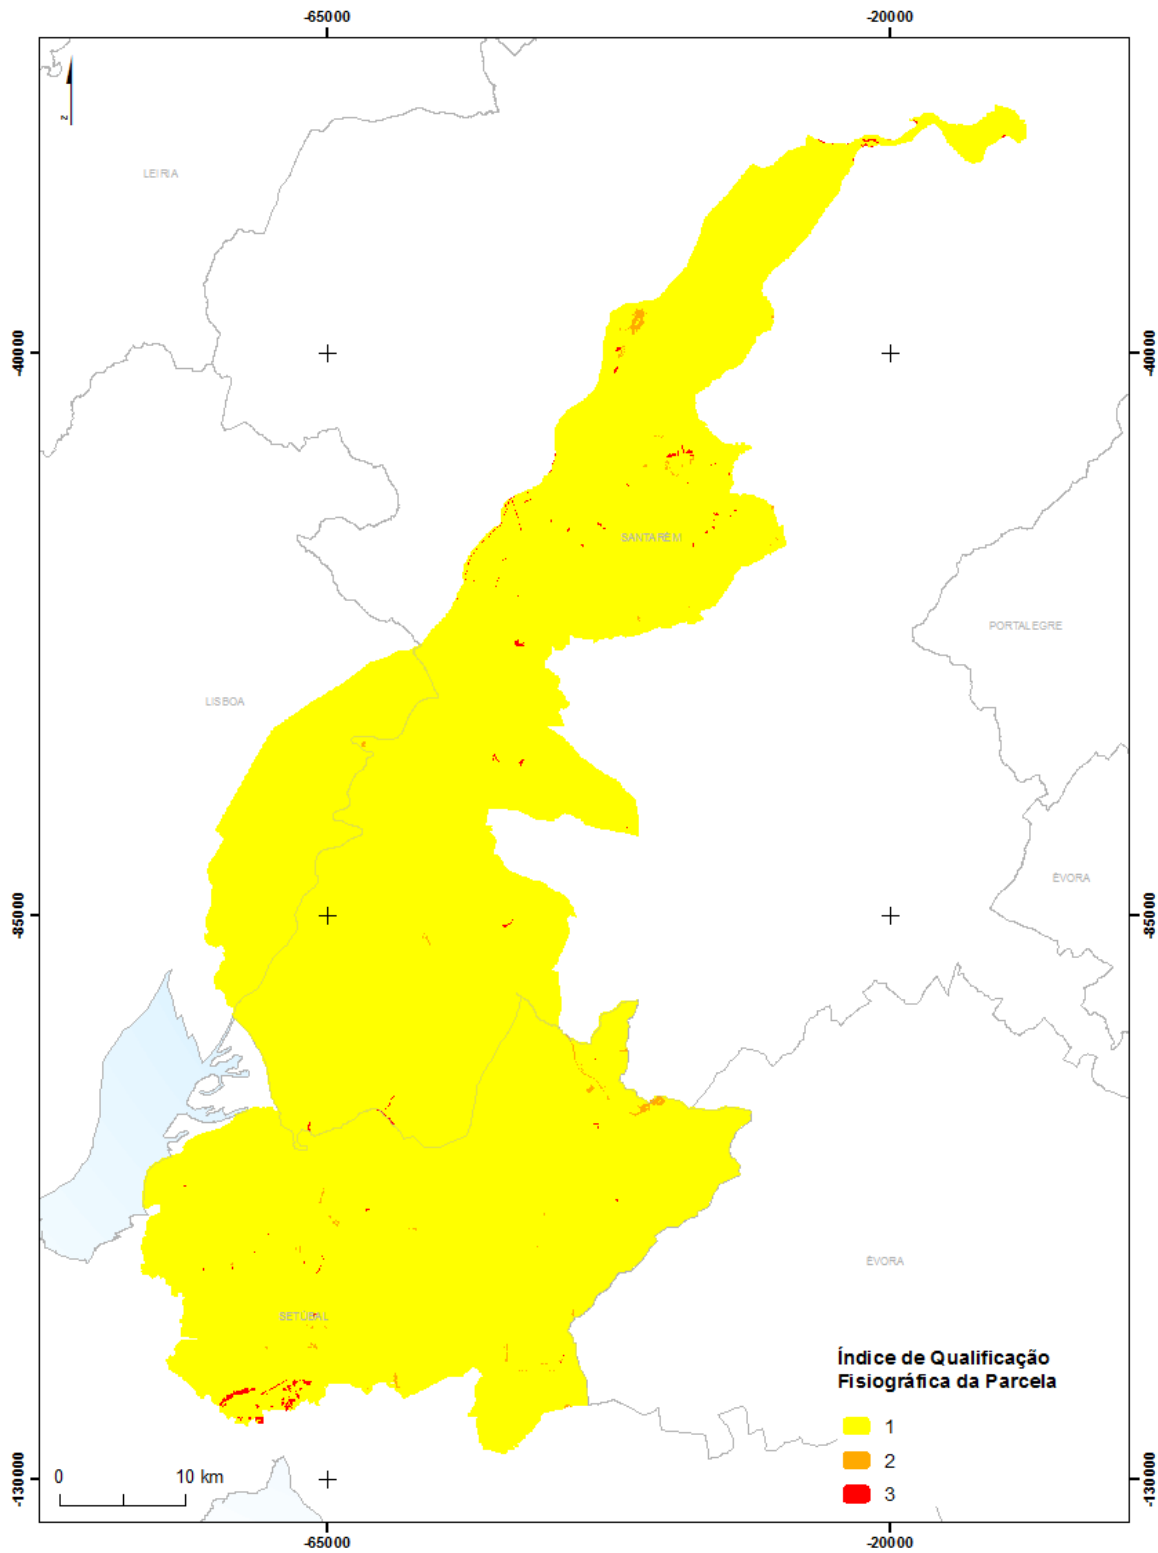 -65000
-20000
z
LEIRIA
-40000
-40000
SANTARÉM
PORTALEGRE
LISBOA
ÉVORA
-85000
-85000
ÉVORA
SETÚBAL
Índice de Qualificação
Fisiográfica da Parcela
1
2
3
0
10 km
-130000
-130000
-65000
-20000